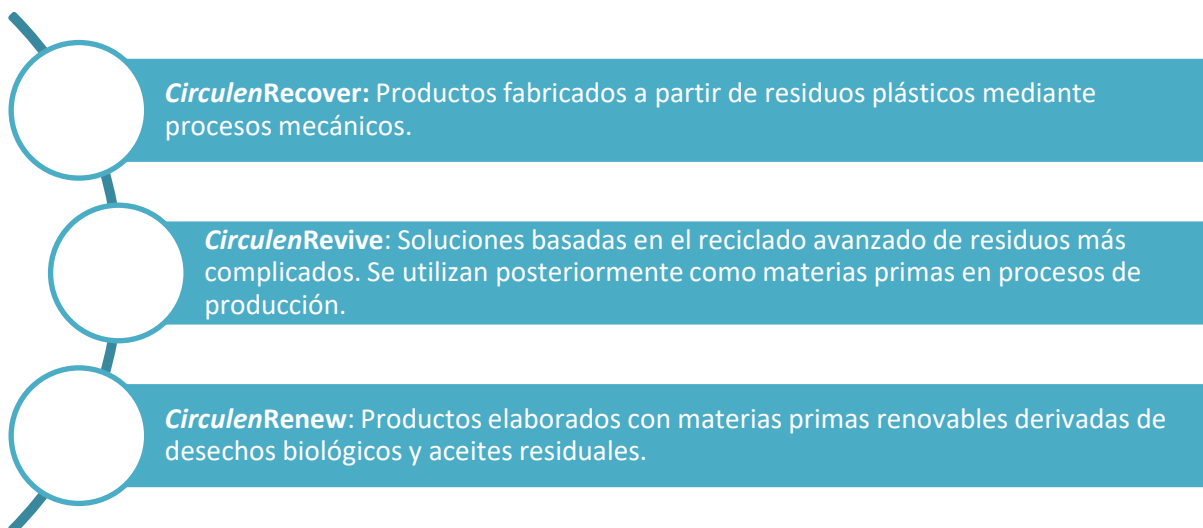 CirculenRecover: Productos fabricados a partir de residuos plásticos mediante
procesos mecánicos.
CirculenRevive: Soluciones basadas en el reciclado avanzado de residuos más
complicados. Se utilizan posteriormente como materias primas en procesos de
producción.
CirculenRenew: Productos elaborados con materias primas renovables derivadas de
desechos biológicos y aceites residuales.